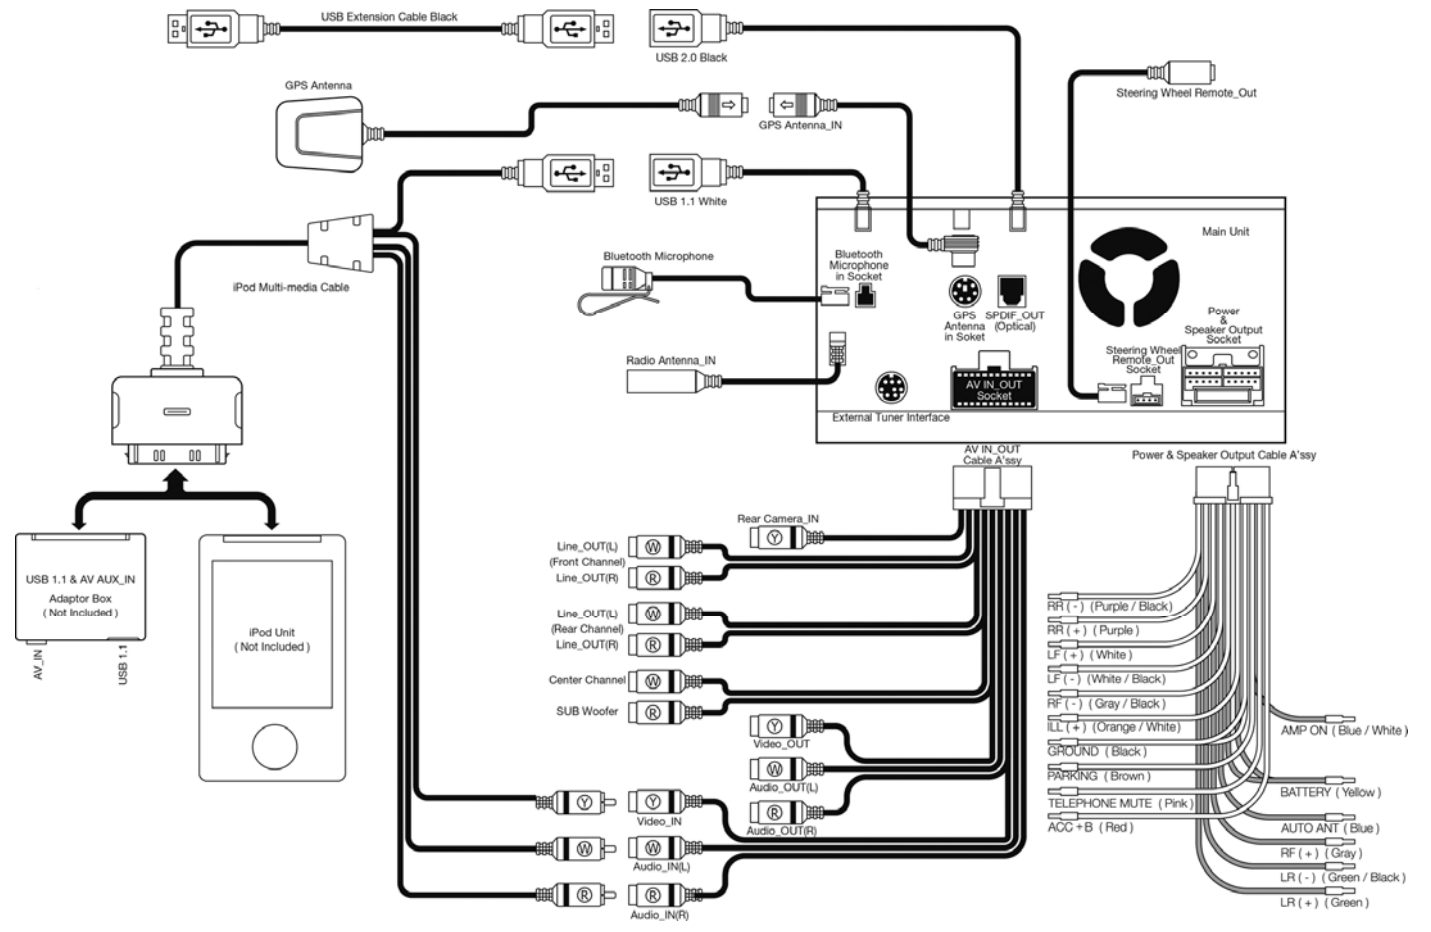 USB Extension Cable Black
USB 2.0 Black
GPS Antenna
Steering Wheel Remote_Out
GPS Antenna_IN
USB 1.1 White
Main Unit
Bluetooth Microphone
Bluetooth
Microphone
in Socket
iPod Multi-media Cable
GPS
Antenna
in Soket
SPDIF_OUT
(Optical)
Power
&
Speaker Output
Socket
Radio Antenna_IN
Steering Wheel
Remote_Out
Socket
AV IN_OUT
Socket
External Tuner Interface
AV IN_OUT
Cable A'ssy
Power & Speaker Output Cable A'ssy
Rear Camera_IN
Y
Line_OUT(L)
W
(Front Channel)
Line_OUT(R)
R
Line_OUT(L)
W
(Rear Channel)
Line_OUT(R)
R
Center Channel
W
SUB Woofer
R
Y
Video_OUT
W
Audio_OUT(L)
R
Audio_OUT(R)
Y
Y
Video_IN
W
W
Audio_IN(L)
R
R
Audio_IN(R)
USB 1.1 & AV AUX_IN
Adaptor Box
( Not Included )
AV_IN
USB 1.1
iPod Unit
( Not Included )
RR ( - ) (Purple / Black)
RR ( + ) ( Purple )
LF ( + ) ( White )
LF ( - ) (White / Black)
RF ( - ) ( Gray / Black)
ILL ( + ) (Orange / White)
GROUND ( Black )
PARKING ( Brown )
TELEPHONE MUTE ( Pink )
ACC + B ( Red )
AMP ON ( Blue / White )
BATTERY ( Yellow )
AUTO ANT ( Blue )
RF ( + ) ( Gray )
LR ( - ) ( Green / Black )
LR ( + ) ( Green )